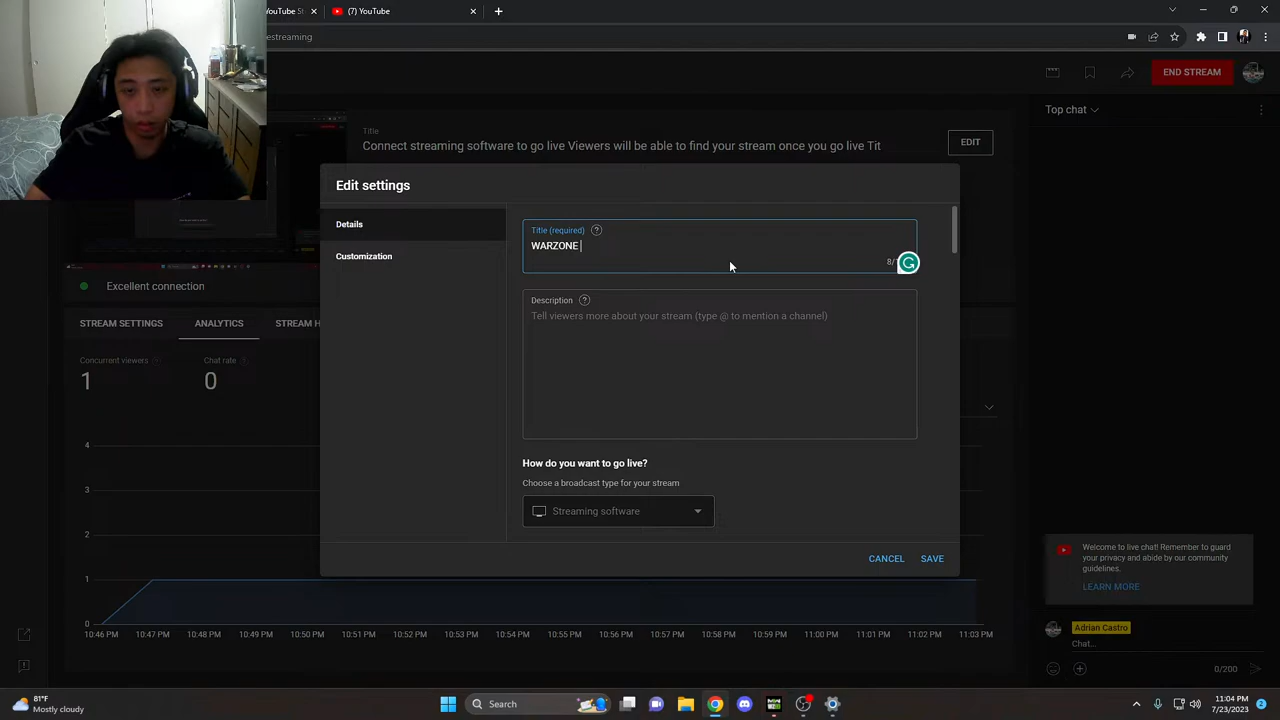 YouTube St
(7) YouTube
estreaming
END STREAM
Title
Connect streaming software to go live Viewers will be able to find your stream once you go live Tit
EDIT
Top chat
Edit settings
Details
Customization
Title (required)
WARZONE
8/
Description
Tell viewers more about your stream (type @ to mention a channel)
Excellent connection
STREAM SETTINGS
ANALYTICS
STREAM H
Concurrent viewers
1
Chat rate
0
How do you want to go live?
Choose a broadcast type for your stream
Streaming software
CANCEL
SAVE
4
3
2
1
0
10:46 PM 10:47 PM 10:48 PM 10:49 PM 10:50 PM 10:51 PM 10:52 PM 10:53 PM 10:54 PM 10:55 PM 10:56 PM 10:57 PM 10:58 PM 10:59 PM 11:00 PM 11:01 PM 11:02 PM 11:03 PM
Welcome to live chat! Remember to guard
your privacy and abide by our community
guidelines.
LEARN MORE
Adrian Castro
Chat...
0/200
81°F
Mostly cloudy
Search
11:04 PM
7/23/2023
2